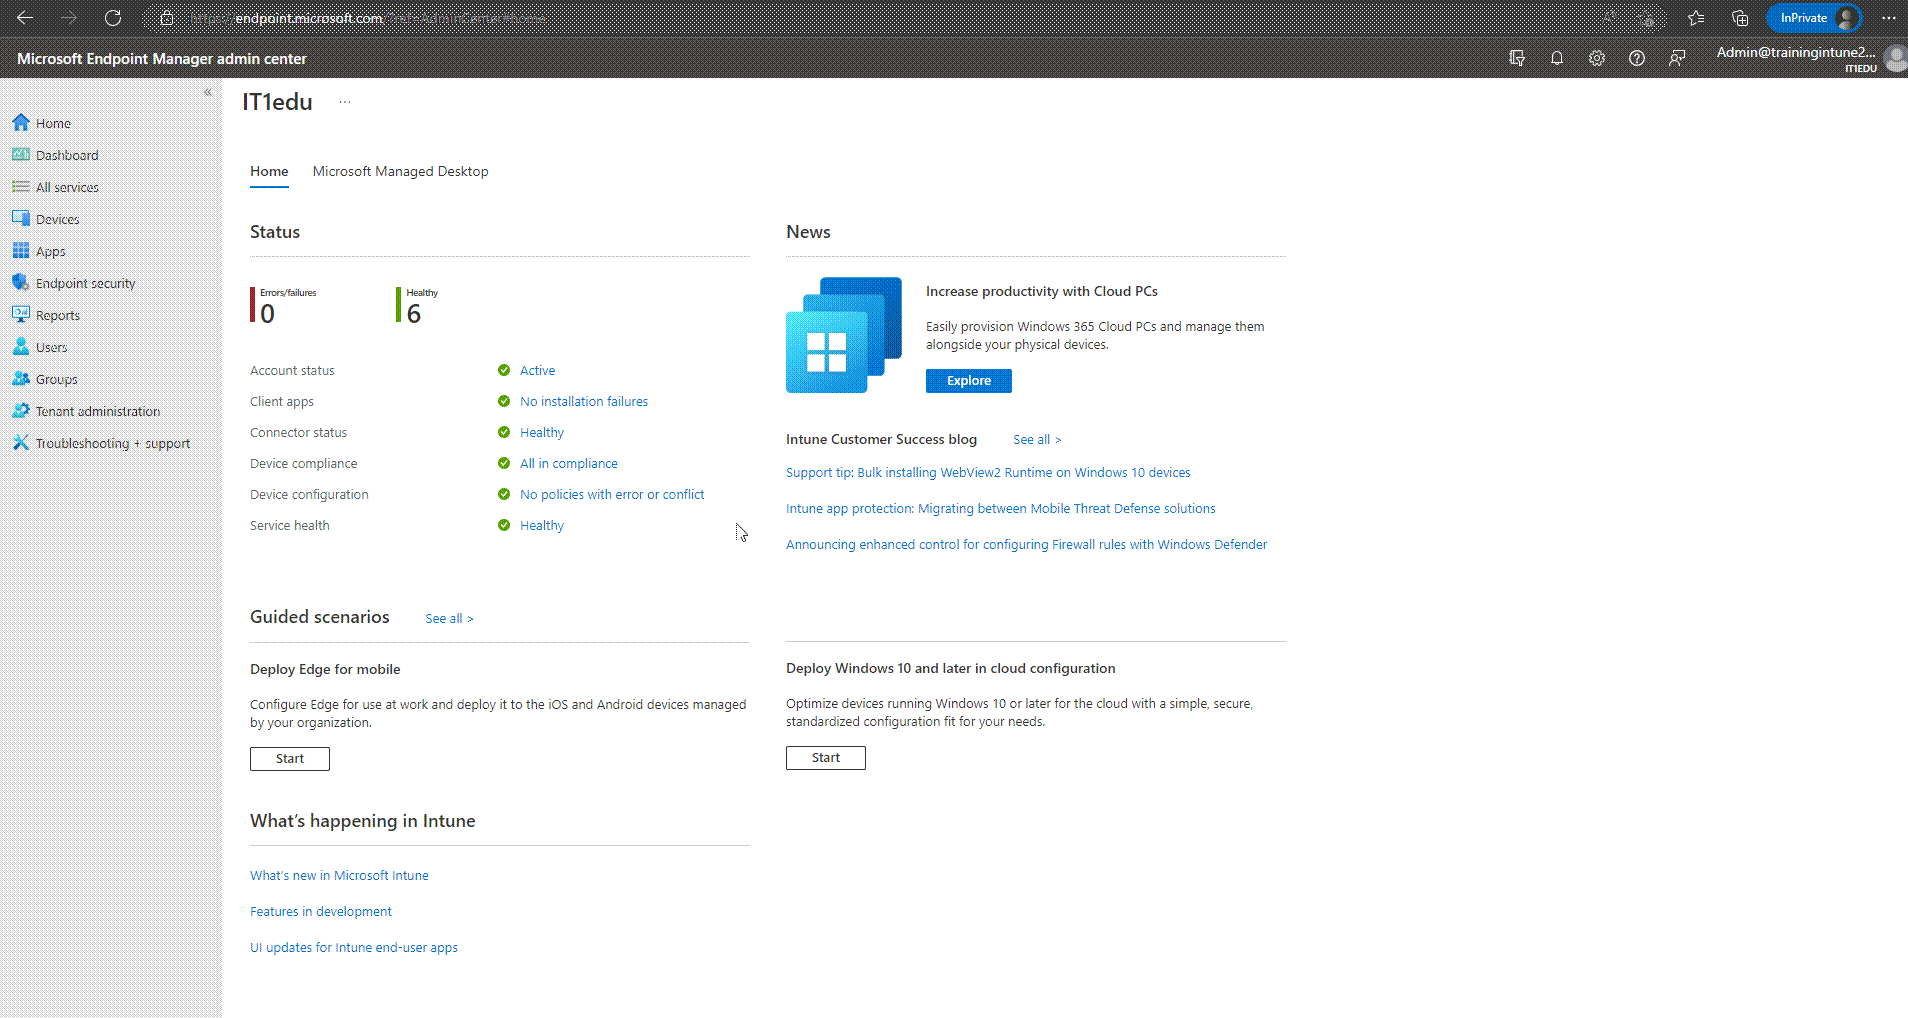 https://endpoint.microsoft.com/?ref=AdminCenter#home
InPrivate
Microsoft Endpoint Manager admin center
Admin@trainingintune2...
IT1EDU
«
IT1edu
...
Home
Dashboard
All services
Devices
Apps
Endpoint security
Reports
Users
Groups
Tenant administration
Troubleshooting + support
Home
Microsoft Managed Desktop
Status
Errors/failures
0
Healthy
6
Account status
Active
Client apps
No installation failures
Connector status
Healthy
Device compliance
All in compliance
Device configuration
No policies with error or conflict
Service health
Healthy
News
Increase productivity with Cloud PCs
Easily provision Windows 365 Cloud PCs and manage them
alongside your physical devices.
Explore
Intune Customer Success blog
See all >
Support tip: Bulk installing WebView2 Runtime on Windows 10 devices
Intune app protection: Migrating between Mobile Threat Defense solutions
Announcing enhanced control for configuring Firewall rules with Windows Defender
Guided scenarios
See all >
Deploy Edge for mobile
Configure Edge for use at work and deploy it to the iOS and Android devices managed
by your organization.
Start
Deploy Windows 10 and later in cloud configuration
Optimize devices running Windows 10 or later for the cloud with a simple, secure,
standardized configuration fit for your needs.
Start
What's happening in Intune
What's new in Microsoft Intune
Features in development
UI updates for Intune end-user apps